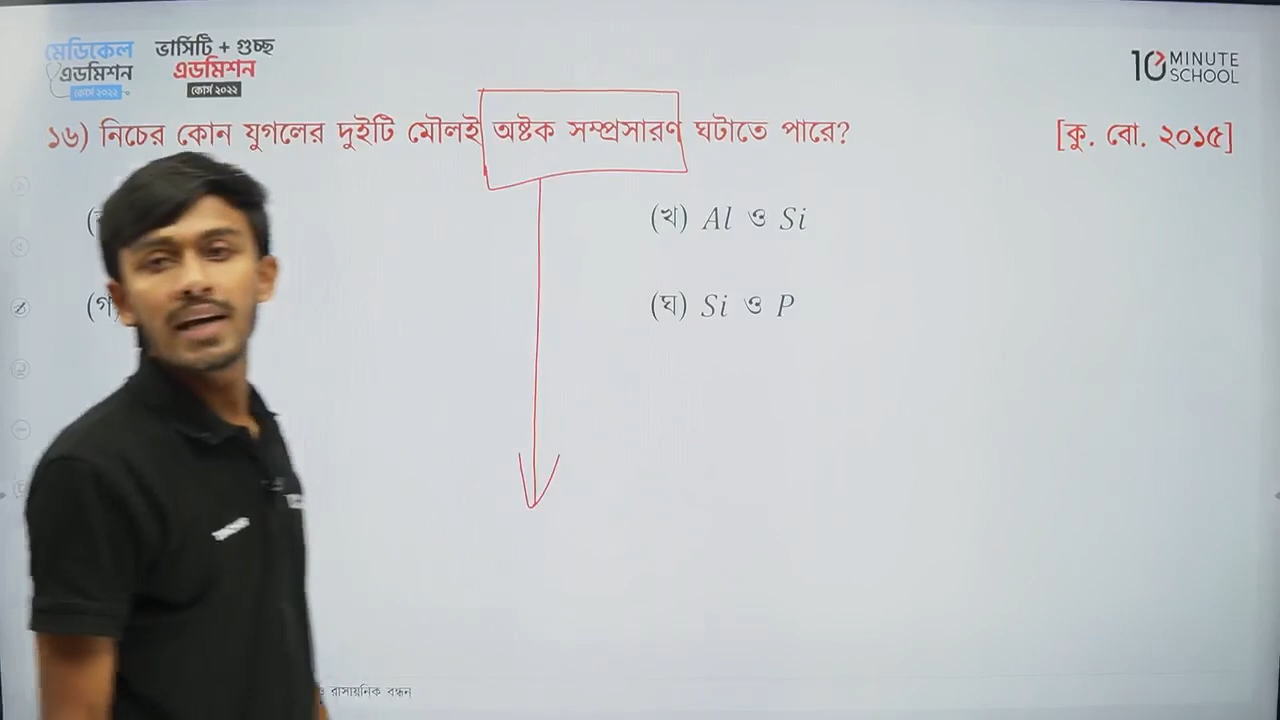 মেডিকেল
এডমিশন
কোর্স ২০২২
ভার্সিটি + গুচ্ছ
এডমিশন
কোর্স ২০২২
10 MINUTE
SCHOOL
১৬) নিচের কোন যুগলের দুইটি মৌলই অষ্টক সম্প্রসারণ ঘটাতে পারে?
[কু. বো. ২০১৫]
(খ) Al ও Si
(গ
(ঘ) Si ও P
রাসায়নিক বন্ধন